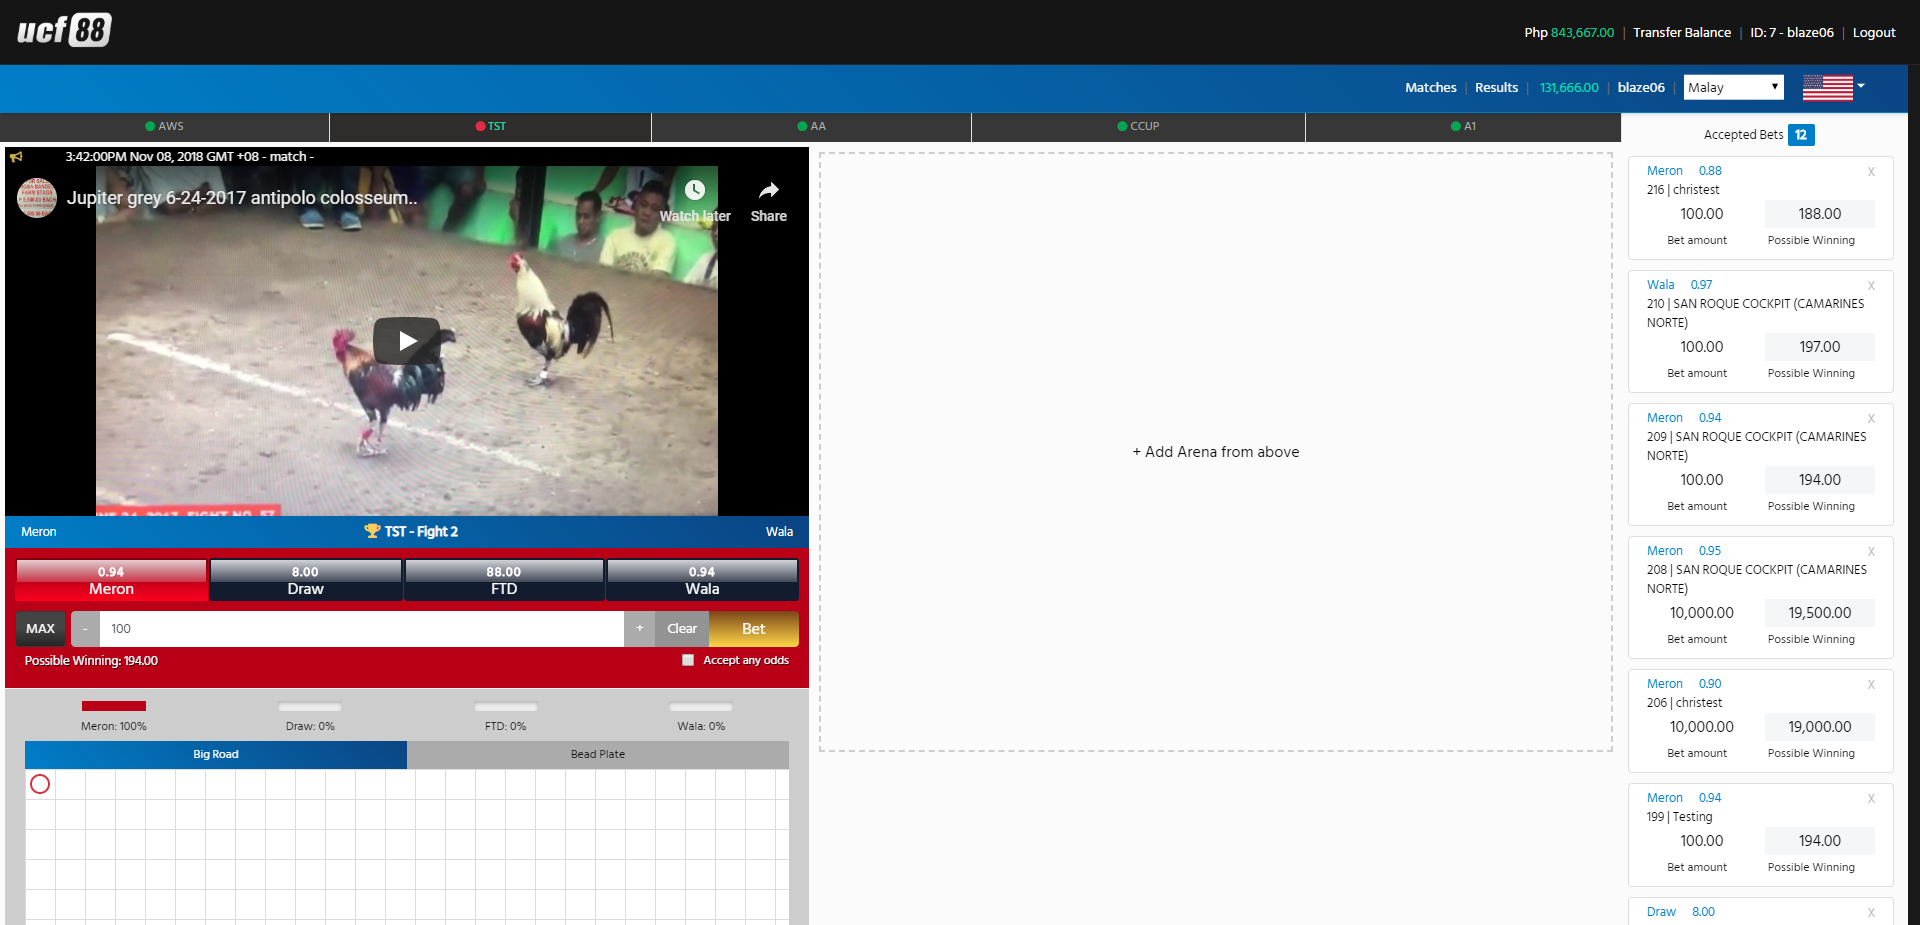 ucf 88
Php 843,667.00 | Transfer Balance | ID: 7 - blaze06 | Logout
Matches | Results | 131,666.00 | blaze06 | Malay
AWS
TST
AA
CCUP
A1
Accepted Bets 12
3:42:00PM Nov 08, 2018 GMT +08 - match -
Jupiter grey 6-24-2017 antipolo colosseum..
Watch later
Share
Meron
TST - Fight 2
Wala
0.94
Meron
8.00
Draw
88.00
FTD
0.94
Wala
MAX
-
100
+
Clear
Bet
Possible Winning: 194.00
Accept any odds
Meron: 100%
Draw: 0%
FTD: 0%
Wala: 0%
Big Road
Bead Plate
+ Add Arena from above
Meron 0.88 X
216 | christest
100.00 188.00
Bet amount Possible Winning
Wala 0.97 X
210 | SAN ROQUE COCKPIT (CAMARINES
NORTE)
100.00 197.00
Bet amount Possible Winning
Meron 0.94 X
209 | SAN ROQUE COCKPIT (CAMARINES
NORTE)
100.00 194.00
Bet amount Possible Winning
Meron 0.95 X
208 | SAN ROQUE COCKPIT (CAMARINES
NORTE)
10,000.00 19,500.00
Bet amount Possible Winning
Meron 0.90 X
206 | christest
10,000.00 19,000.00
Bet amount Possible Winning
Meron 0.94 X
199 | Testing
100.00 194.00
Bet amount Possible Winning
Draw 8.00 X